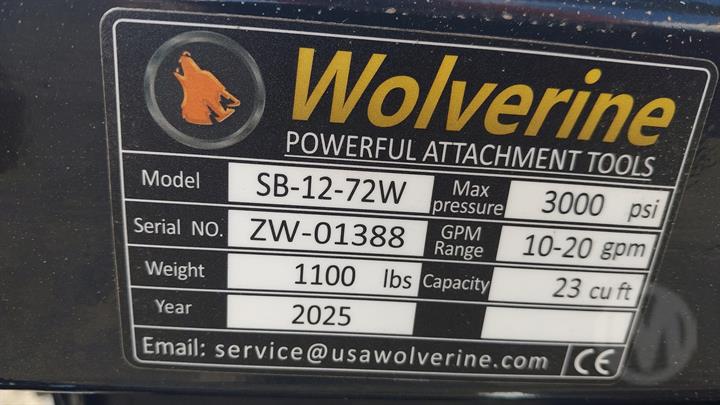 Wolverine
POWERFUL ATTACHMENT TOOLS
Model SB-12-72W Max pressure 3000 psi
Serial NO. ZW-01388 GPM Range 10-20 gpm
Weight 1100 lbs Capacity 23 cu ft
Year 2025
Email: service@usawolverine.com CE
M